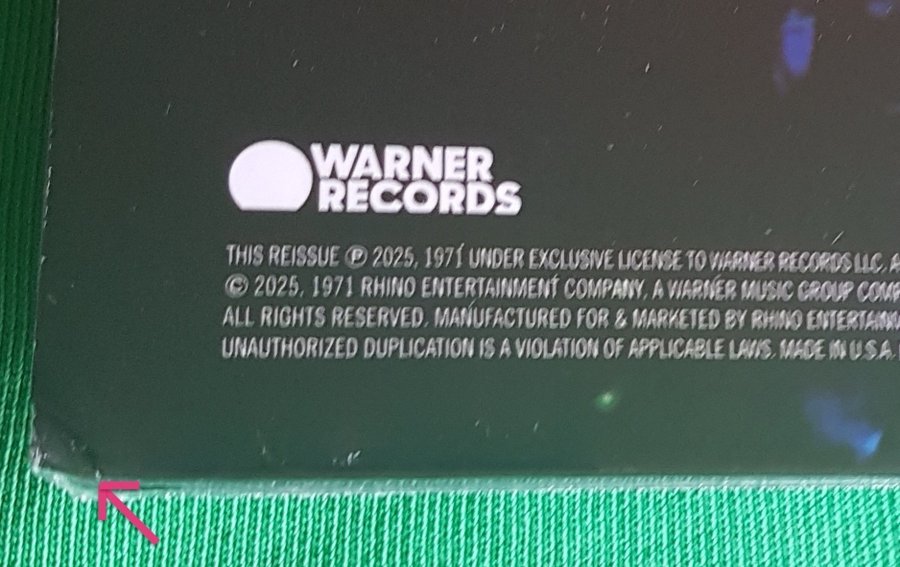 WARNER
RECORDS
THIS REISSUE Ⓟ 2025, 1971 UNDER EXCLUSIVE LICENSE TO WARNER RECORDS LLC,
© 2025, 1971 RHINO ENTERTAINMENT COMPANY, A WARNER MUSIC GROUP
ALL RIGHTS RESERVED. MANUFACTURED FOR & MARKETED BY RHINO
UNAUTHORIZED DUPLICATION IS A VIOLATION OF APPLICABLE LAWS. MADE IN U.S.A.